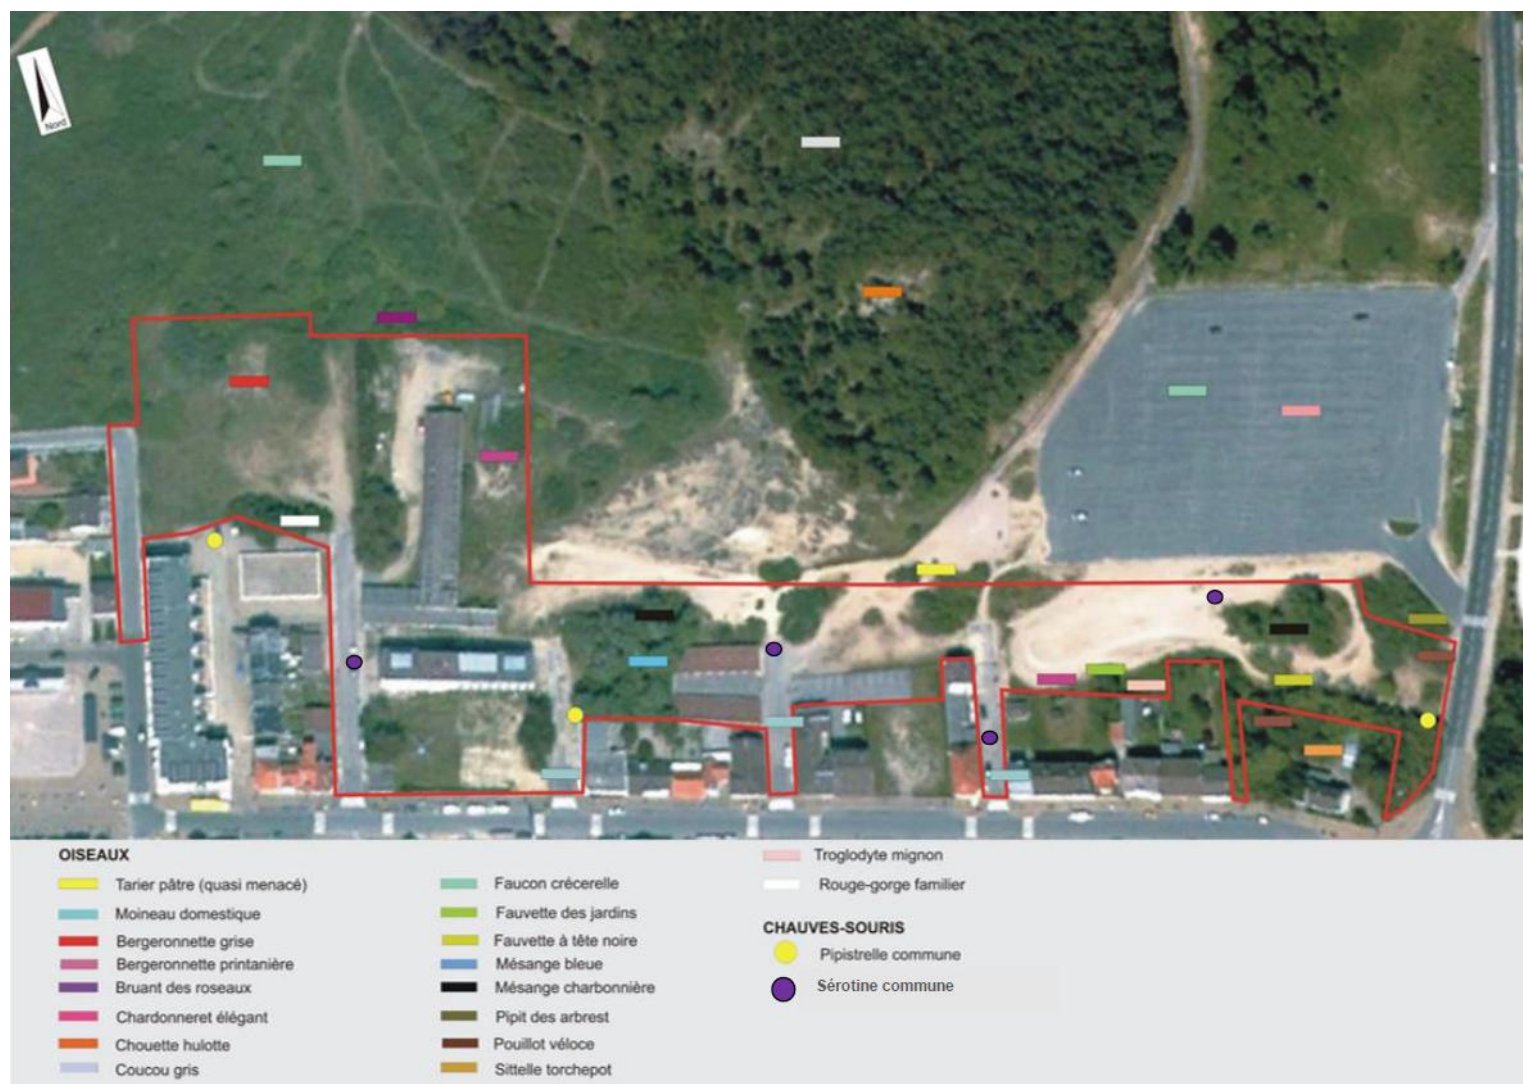 Nord
OISEAUX
Tarier pâtre (quasi menacé)
Moineau domestique
Bergeronnette grise
Bergeronnette printanière
Bruant des roseaux
Chardonneret élégant
Chouette hulotte
Coucou gris
Faucon crécerelle
Fauvette des jardins
Fauvette à tête noire
Mésange bleue
Mésange charbonnière
Pipit des arbrest
Pouillot véloce
Sittelle torchepot
Troglodyte mignon
Rouge-gorge familier
CHAUVES-SOURIS
Pipistrelle commune
Sérotine commune